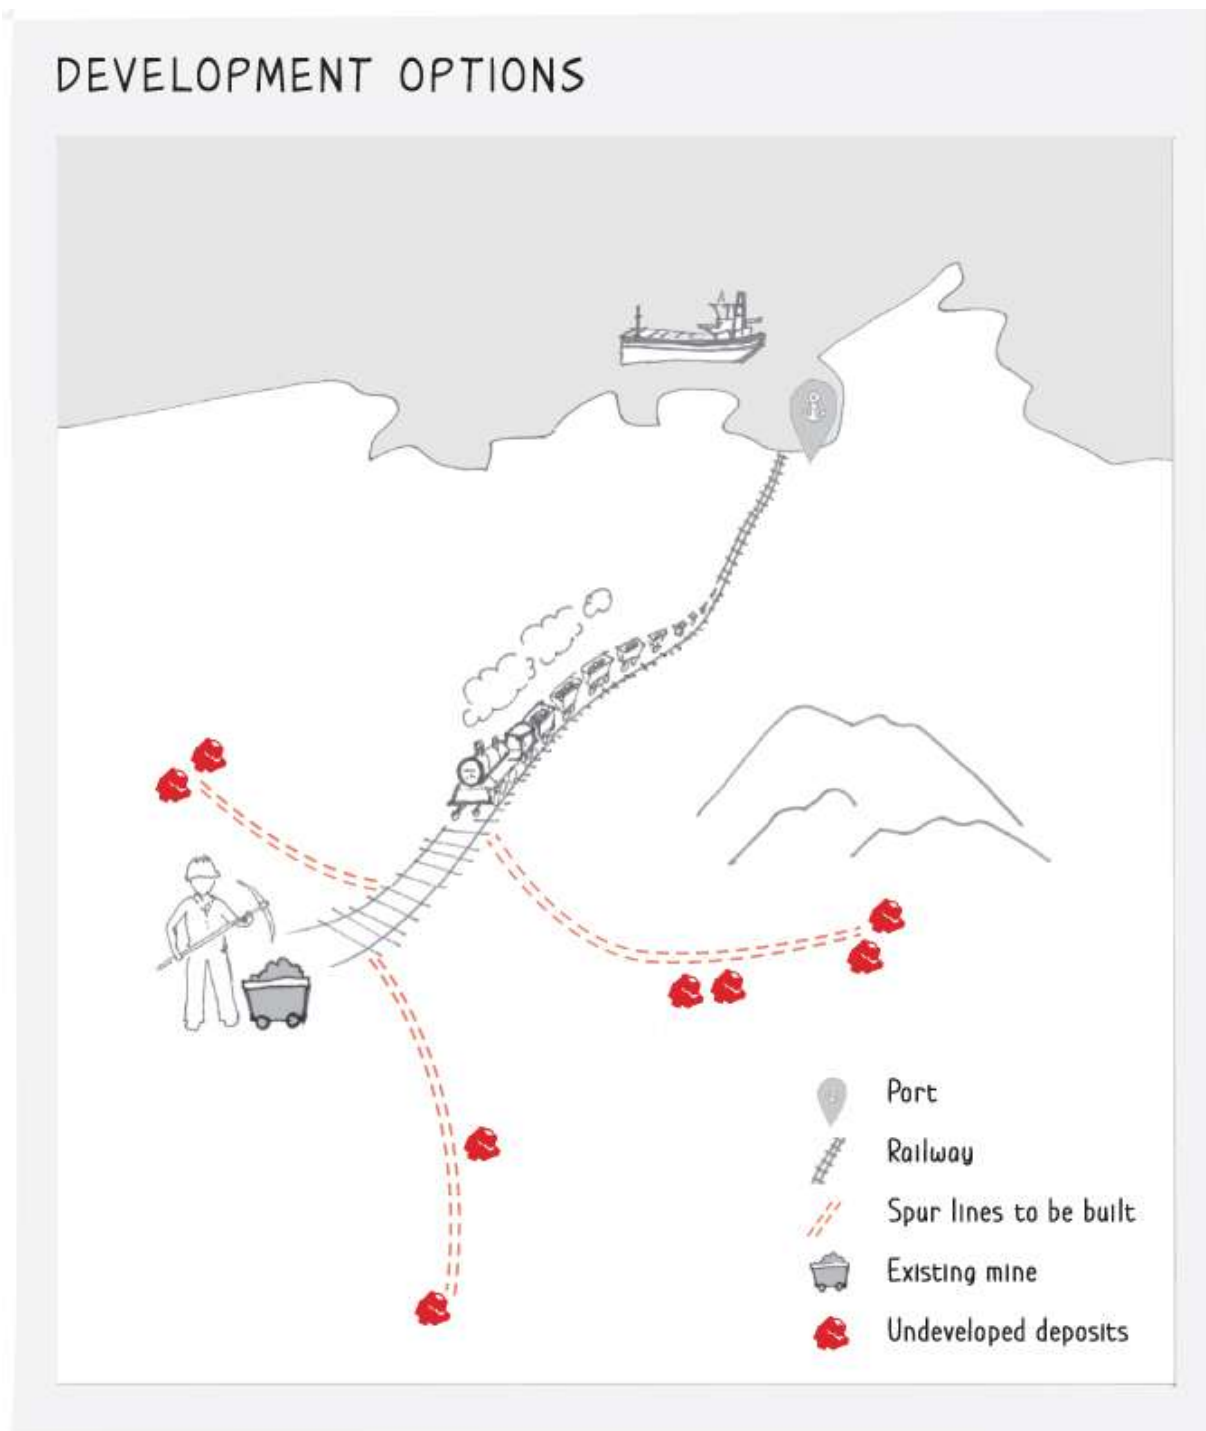 DEVELOPMENT OPTIONS
Port
Railway
Spur lines to be built
Existing mine
Undeveloped deposits